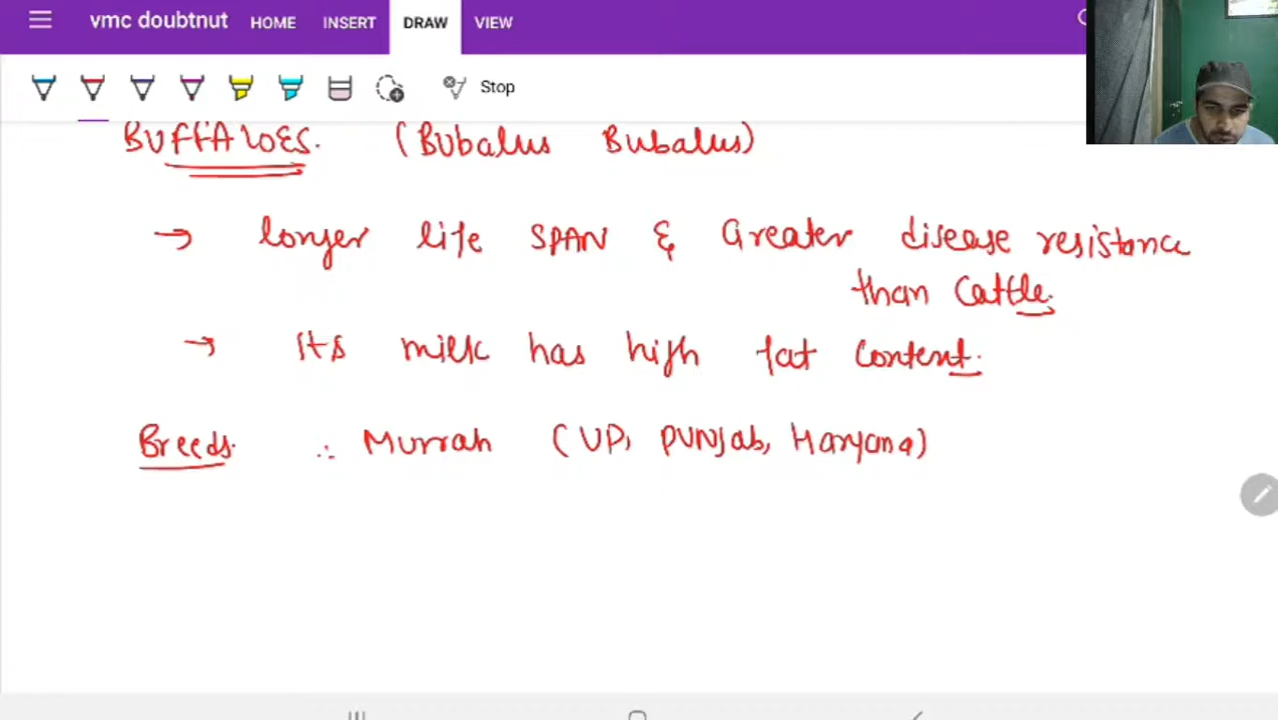 vmc doubtnut HOME INSERT DRAW VIEW
Stop
BUFFALOES. (Bubalus Bubalus)
→ longer life SPAN & Greater disease resistance
than Cattle.
→ Its milk has high fat content.
Breeds. ∴ Murrah (UP, PUNJab, Haryana)